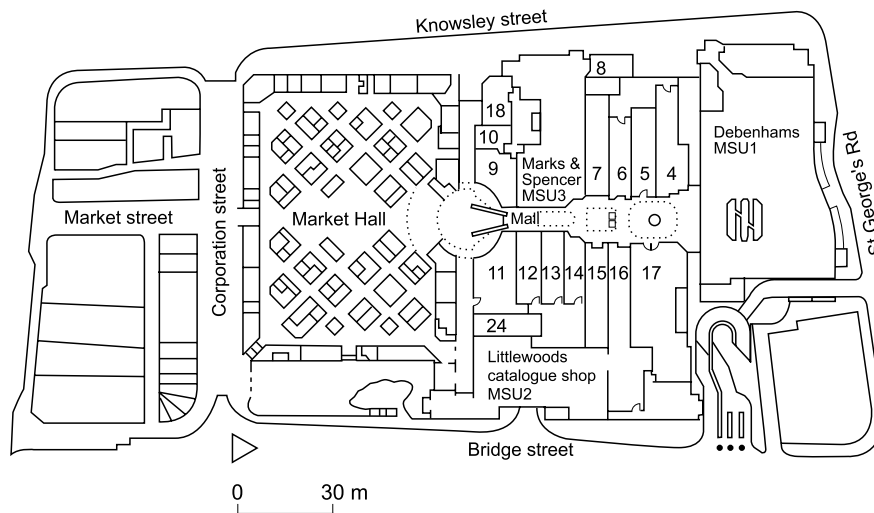 Knowsley street
8
18
10
9
Marks &
Spencer
MSU3
7
6
5
4
Debenhams
MSU1
St George's Rd
Market street
Corporation street
Market Hall
Mall
11
12
13
14
15
16
17
24
Littlewoods
catalogue shop
MSU2
Bridge street
0
30 m